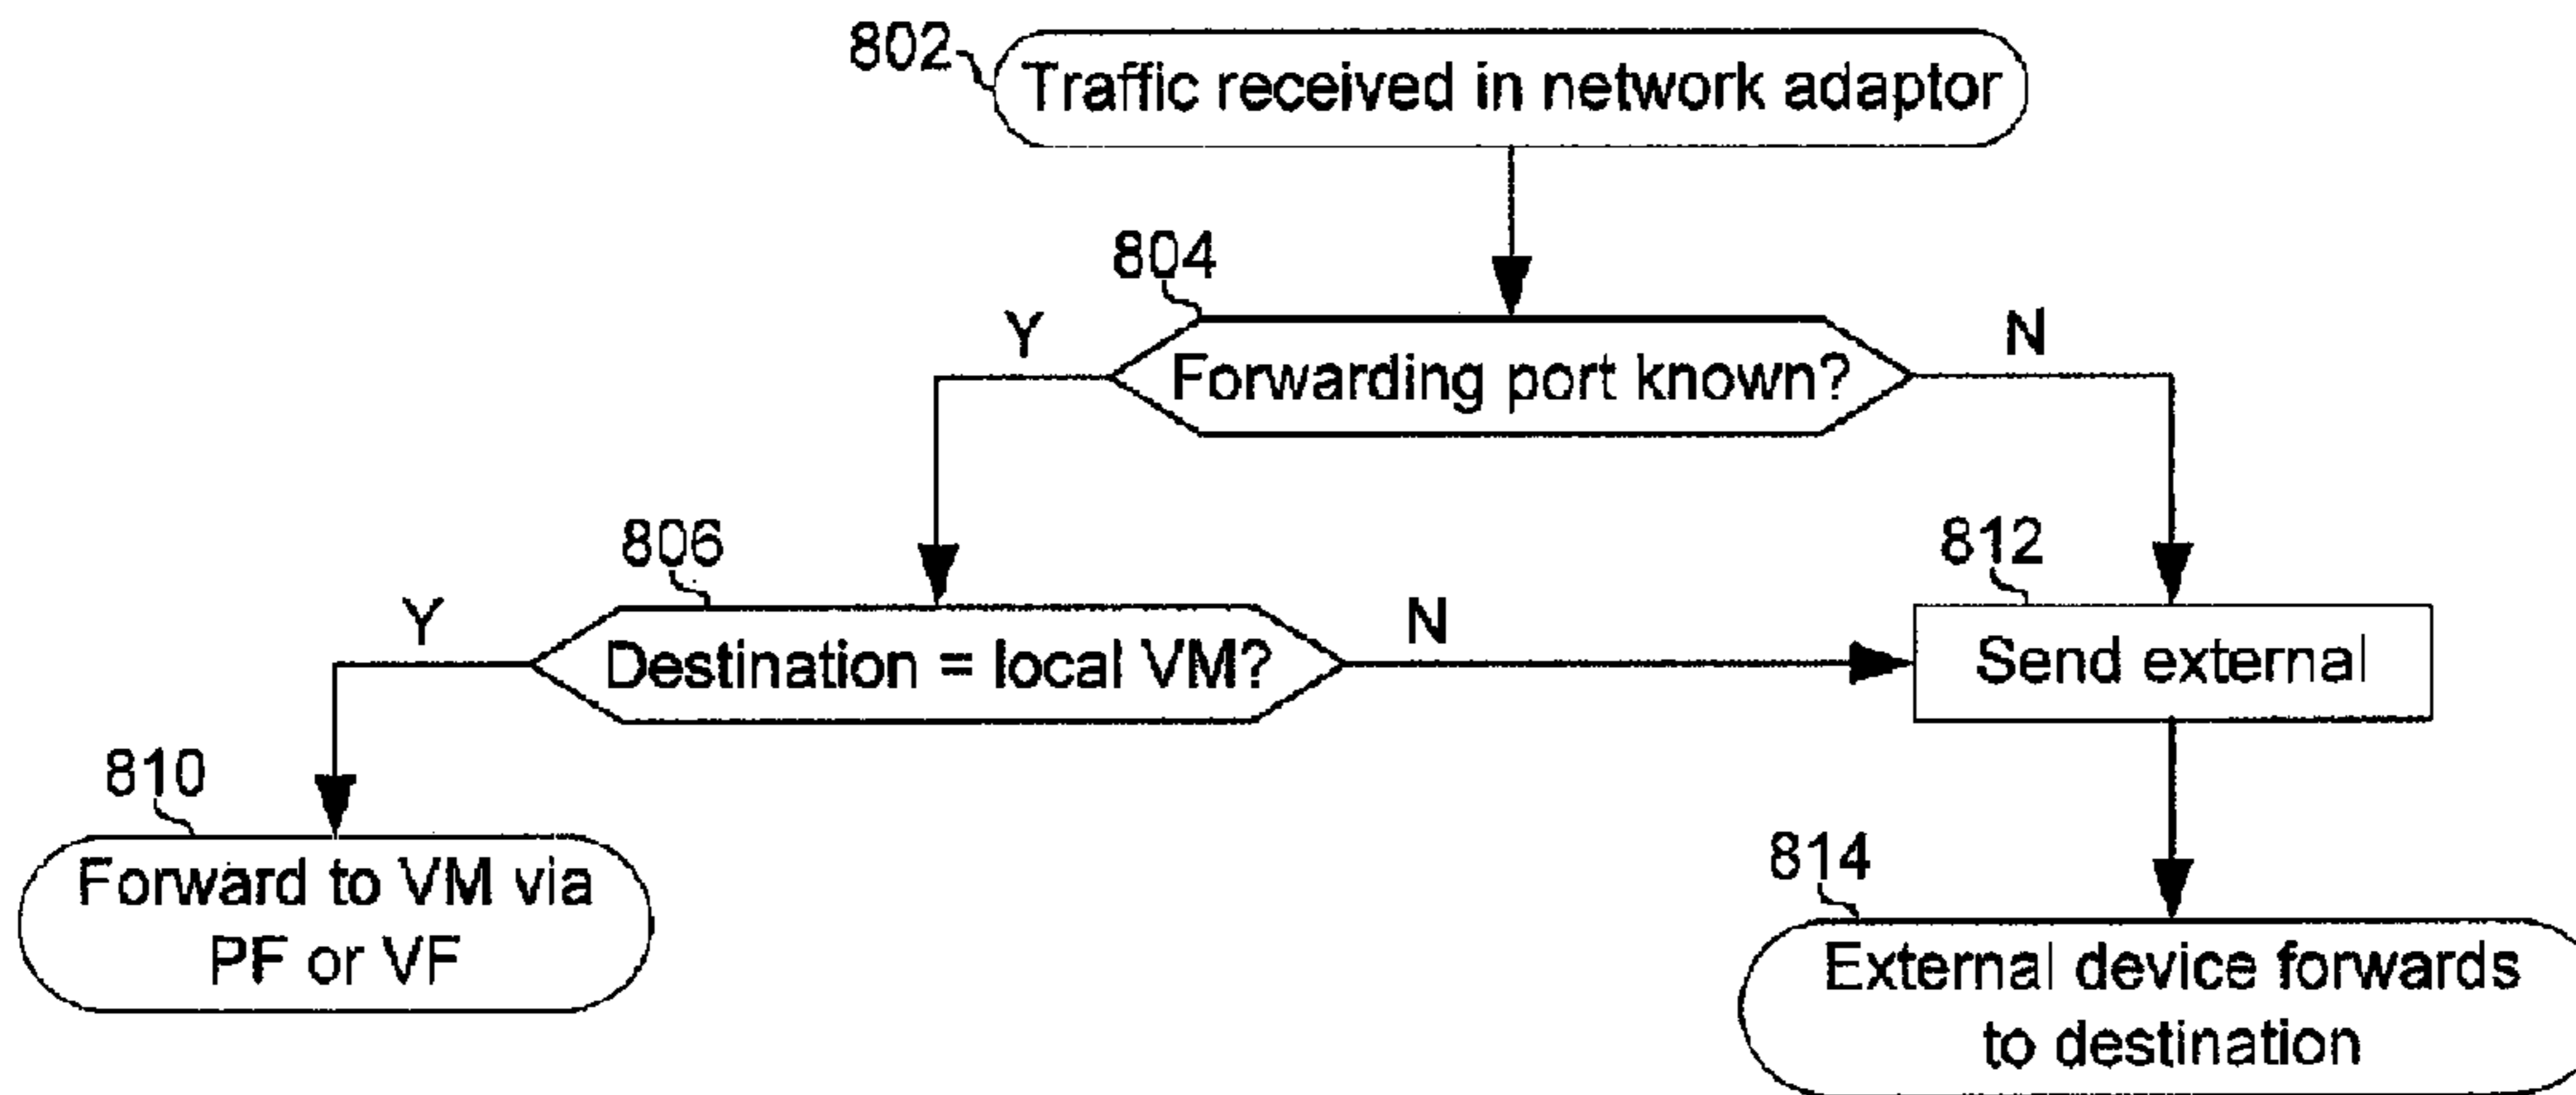 802
Traffic received in network adaptor
804
Y
Forwarding port known?
N
806
812
Y
Destination = local VM?
N
Send external
810
Forward to VM via
PF or VF
814
External device forwards
to destination